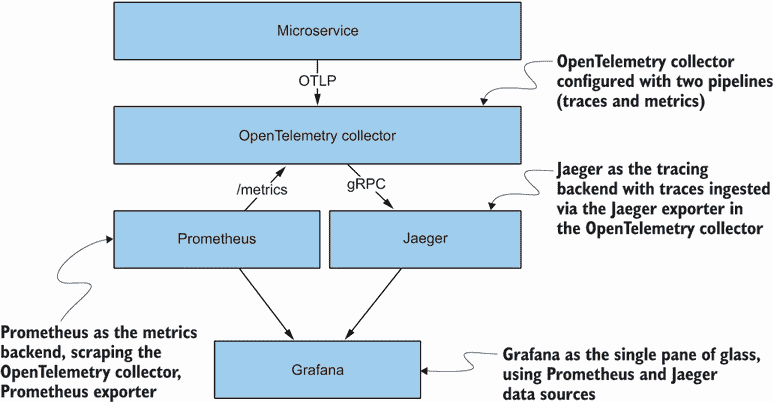 Microservice
OTLP
OpenTelemetry collector
configured with two pipelines
(traces and metrics)
OpenTelemetry collector
/metrics
gRPC
Jaeger as the tracing
backend with traces ingested
via the Jaeger exporter in
the OpenTelemetry collector
Prometheus
Jaeger
Prometheus as the metrics
backend, scraping the
OpenTelemetry collector,
Prometheus exporter
Grafana
Grafana as the single pane of glass,
using Prometheus and Jaeger
data sources